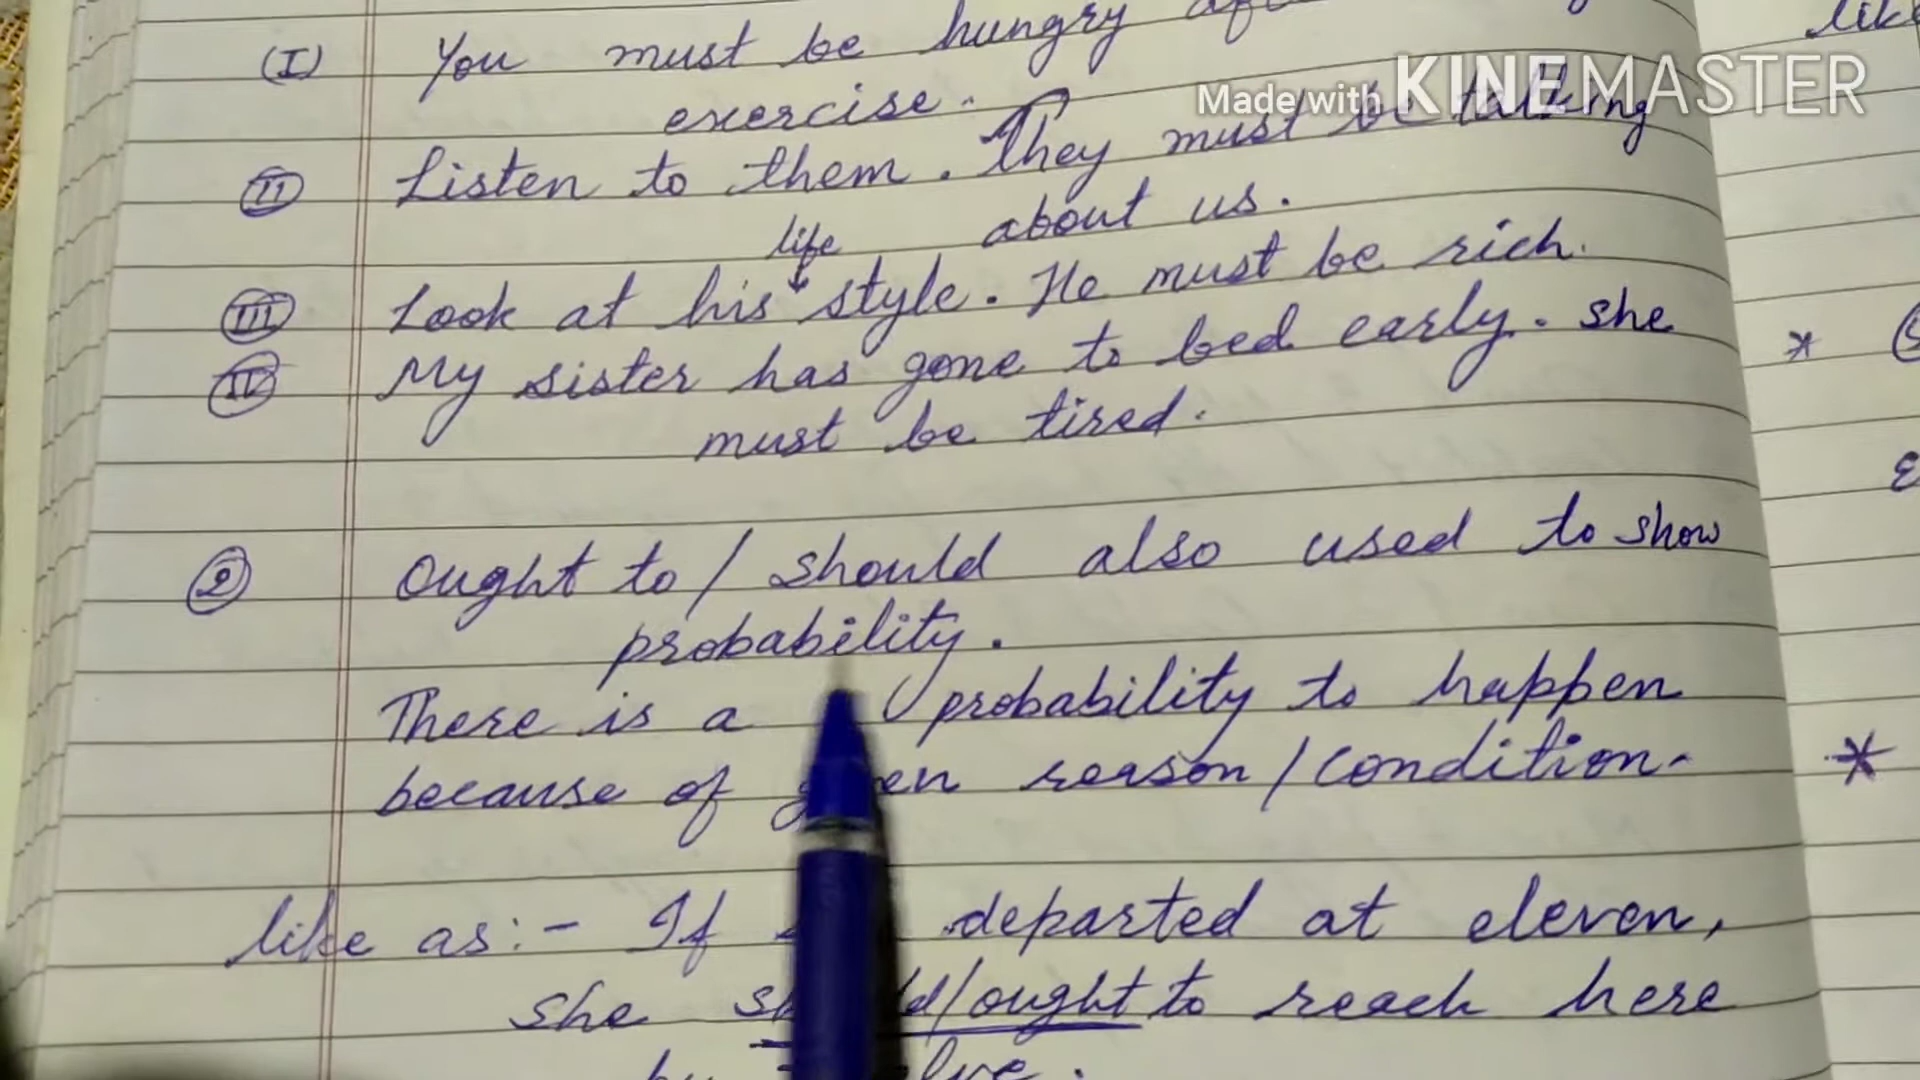 (I) You must be hungry
exercise.
Made with KINEMASTER
(II) Listen to them. They must be talking
about us.
life
(III) Look at his style. He must be rich.
(IV) My sister has gone to bed early. She
must be tired.
(2) Ought to / should also used to show
probability.
There is a probability to happen
because of reason / condition.
like as:- If departed at eleven,
she /ought to reach here
like
*
*